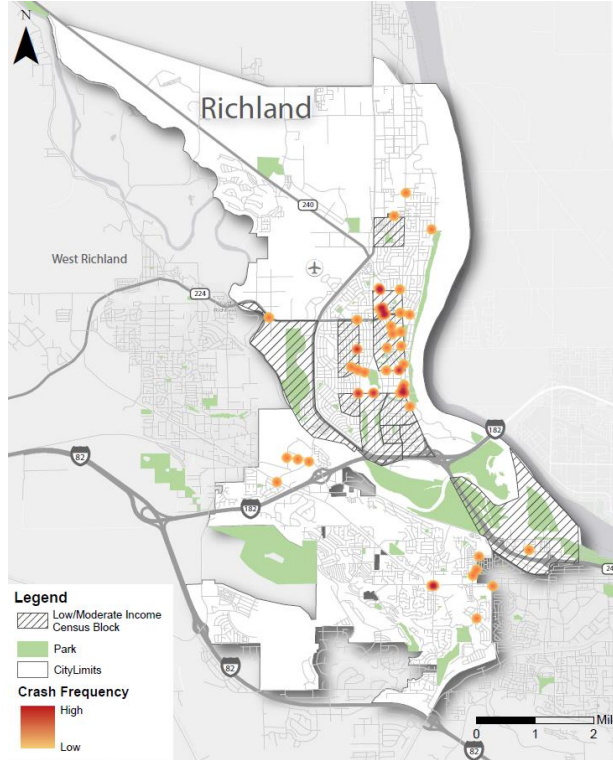 N
Richland
240
West Richland
224
182
82
182
24
82
82
Legend
Low/Moderate Income
Census Block
Park
CityLimits
Crash Frequency
High
Low
Mil
0 1 2